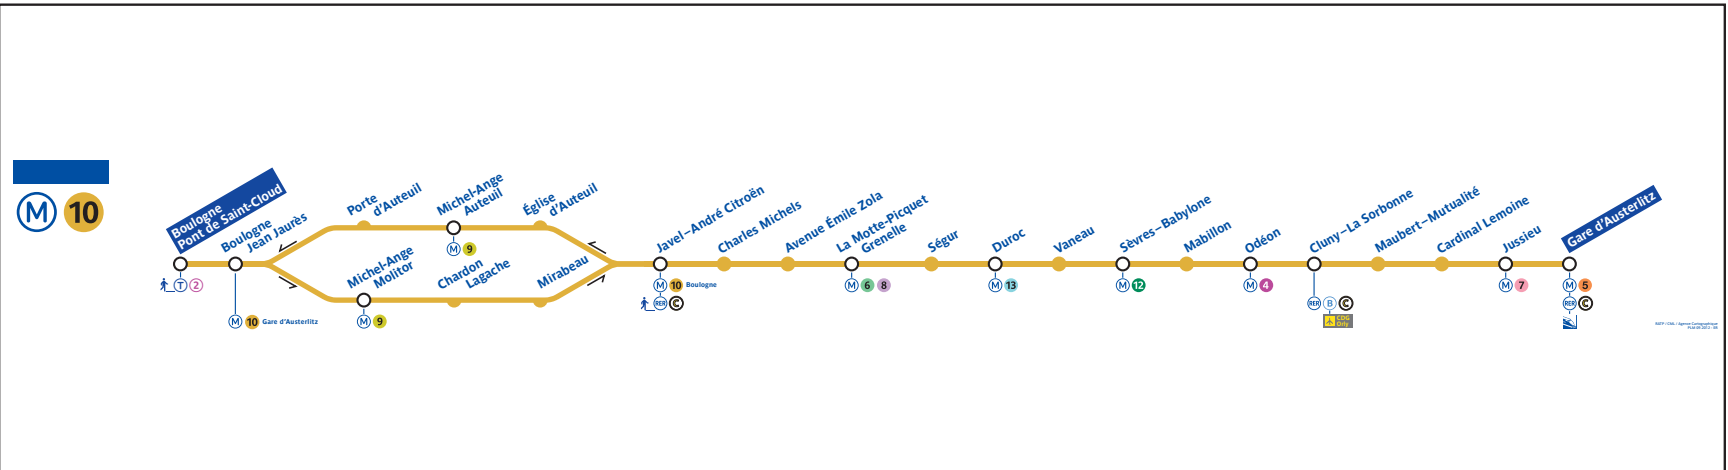 M 10
Boulogne
Pont de Saint-Cloud
Boulogne
Jean Jaurès
Porte
d'Auteuil
Michel-Ange
Auteuil
Église
d'Auteuil
Michel-Ange
Molitor
Chardon
Lagache
Mirabeau
Javel–André Citroën
Charles Michels
Avenue Émile Zola
La Motte-Picquet
Grenelle
Ségur
Duroc
Vaneau
Sèvres–Babylone
Mabillon
Odéon
Cluny–La Sorbonne
Maubert–Mutualité
Cardinal Lemoine
Jussieu
Gare d'Austerlitz
T 2
M 10 Gare d'Austerlitz
M 9
M 9
M 10 Boulogne
RER C
M 6 8
M 13
M 12
M 4
RER B C
CDG
Orly
M 7
M 5
RER C